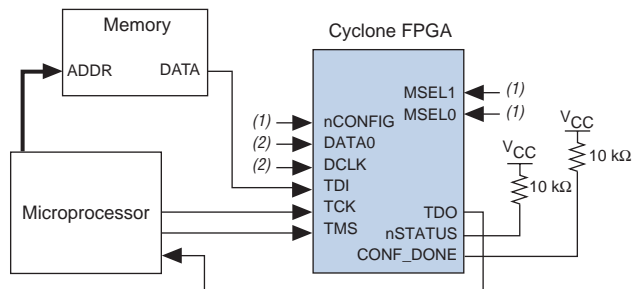 Memory
Cyclone FPGA
ADDR DATA
MSEL1 (1)
MSEL0 (1)
(1) nCONFIG
(2) DATA0
(2) DCLK
TDI
TCK
TMS
VCC
10 kΩ
VCC
10 kΩ
Microprocessor
TDO
nSTATUS
CONF_DONE